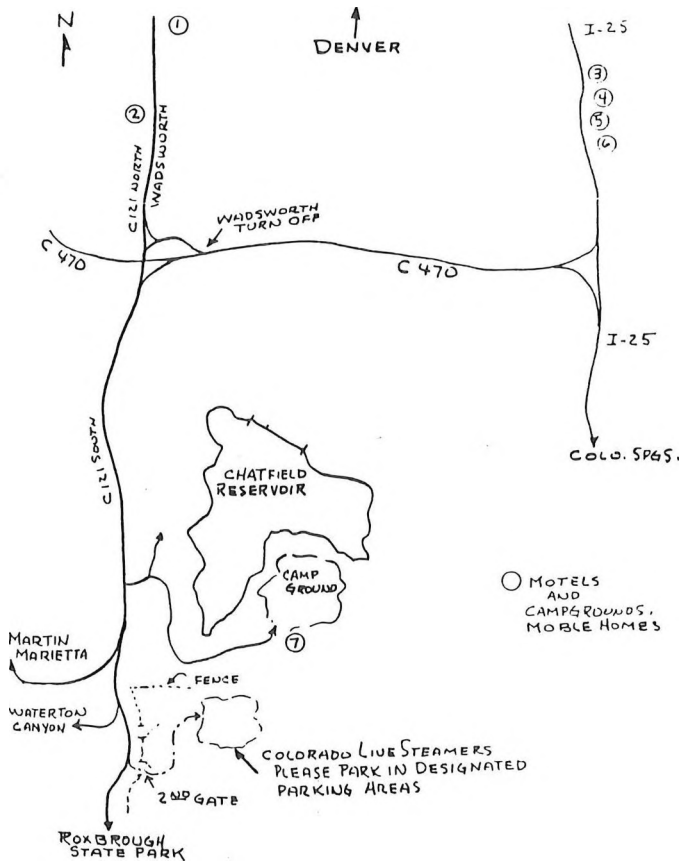 N
①
DENVER
I-25
③
④
⑤
⑥
②
C121 NORTH
WADSWORTH
WADSWORTH
TURN OFF
C 470
C 470
I-25
COLO. SPGS.
C121 SOUTH
CHATFIELD
RESERVOIR
CAMP
GROUND
○ MOTELS
AND
CAMPGROUNDS,
MOBLE HOMES
⑦
MARTIN
MARIETTA
FENCE
WATERTON
CANYON
COLORADO LIVE STEAMERS
PLEASE PARK IN DESIGNATED
PARKING AREAS
2ND GATE
ROXBROUGH
STATE PARK